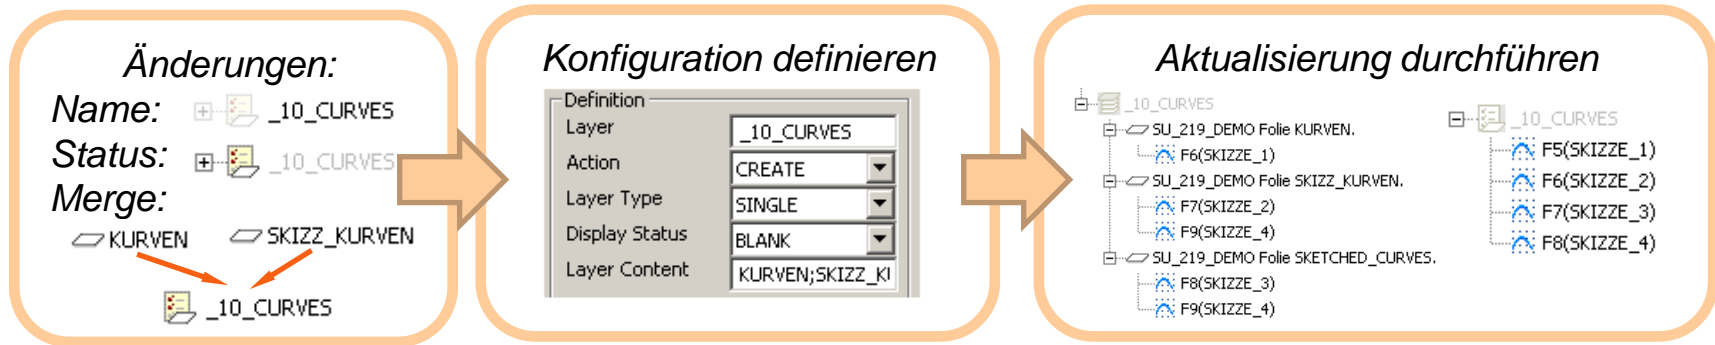 Änderungen:
Name: _10_CURVES
Status: _10_CURVES
Merge:
KURVEN SKIZZ_KURVEN
_10_CURVES
Konfiguration definieren
Definition
Layer _10_CURVES
Action CREATE
Layer Type SINGLE
Display Status BLANK
Layer Content KURVEN;SKIZZ_KU
Aktualisierung durchführen
_10_CURVES
SU_219_DEMO Folie KURVEN.
F6(SKIZZE_1)
SU_219_DEMO Folie SKIZZ_KURVEN.
F7(SKIZZE_2)
F9(SKIZZE_4)
SU_219_DEMO Folie SKETCHED_CURVES.
F8(SKIZZE_3)
F9(SKIZZE_4)
_10_CURVES
F5(SKIZZE_1)
F6(SKIZZE_2)
F7(SKIZZE_3)
F8(SKIZZE_4)